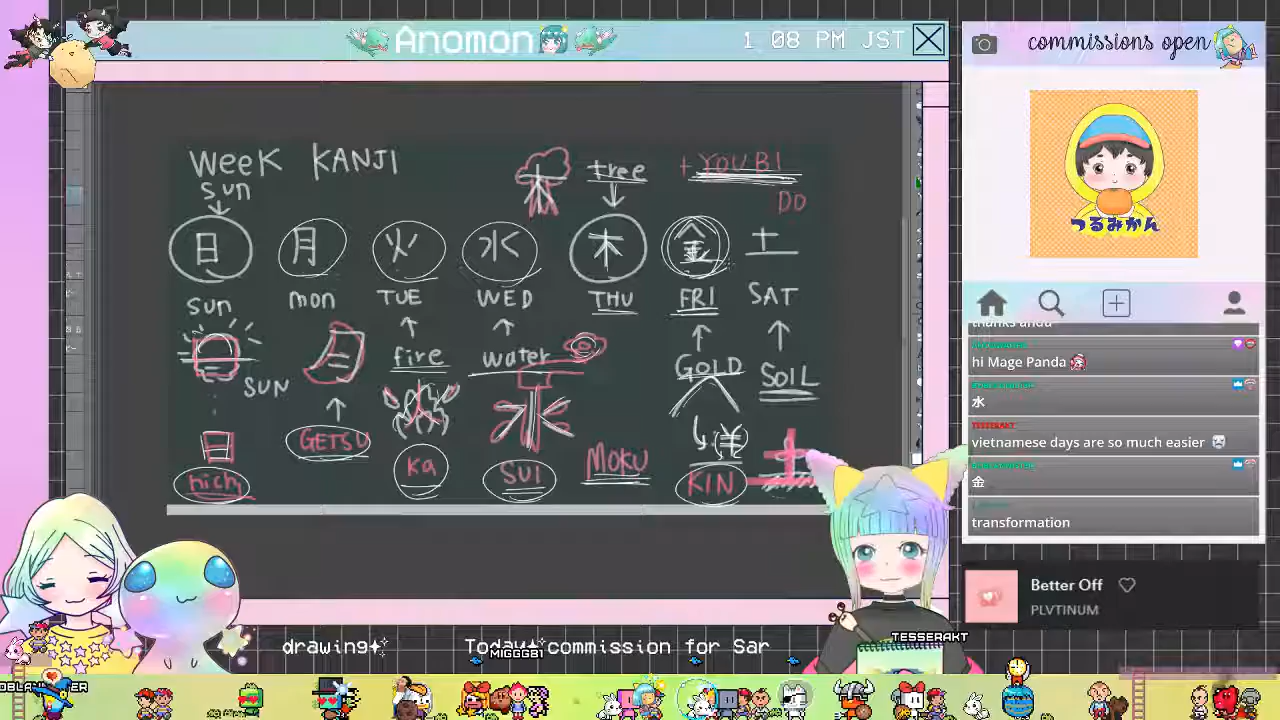 Anomon
1 08 PM JST
Week KANJI
sun
tree
+ YOUBI
DO
日 月 火 水 木 金 土
sun mon TUE WED THU FRI SAT
fire water GOLD SOIL
SUN
GETSU
日
nichi
Ka
SUI
MOKU
KIN
commissions open
つるみかん
hi Mage Panda
水
TESSERAKT
vietnamese days are so much easier
金
transformation
Better Off
PLVTINUM
drawing
Today commission for Sar
MIGGGB1
TESSERAKT